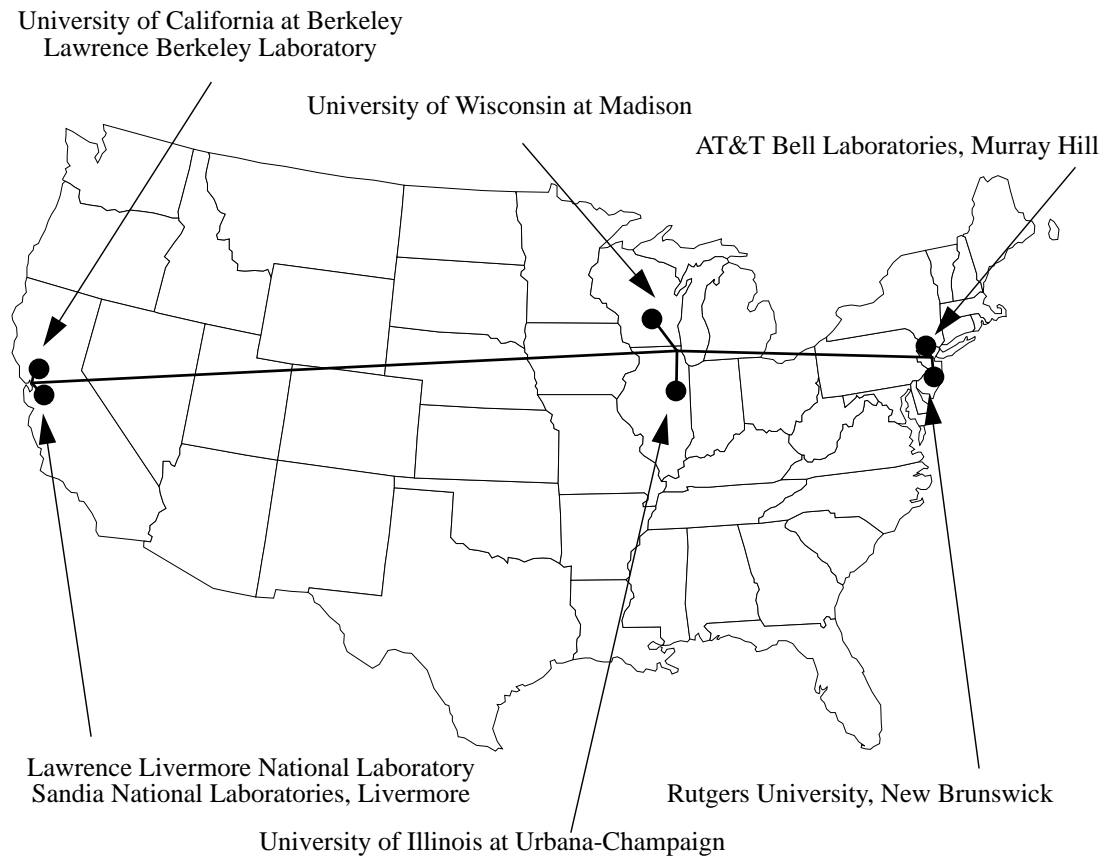 University of California at Berkeley
Lawrence Berkeley Laboratory
University of Wisconsin at Madison
AT&T Bell Laboratories, Murray Hill
Lawrence Livermore National Laboratory
Sandia National Laboratories, Livermore
Rutgers University, New Brunswick
University of Illinois at Urbana-Champaign